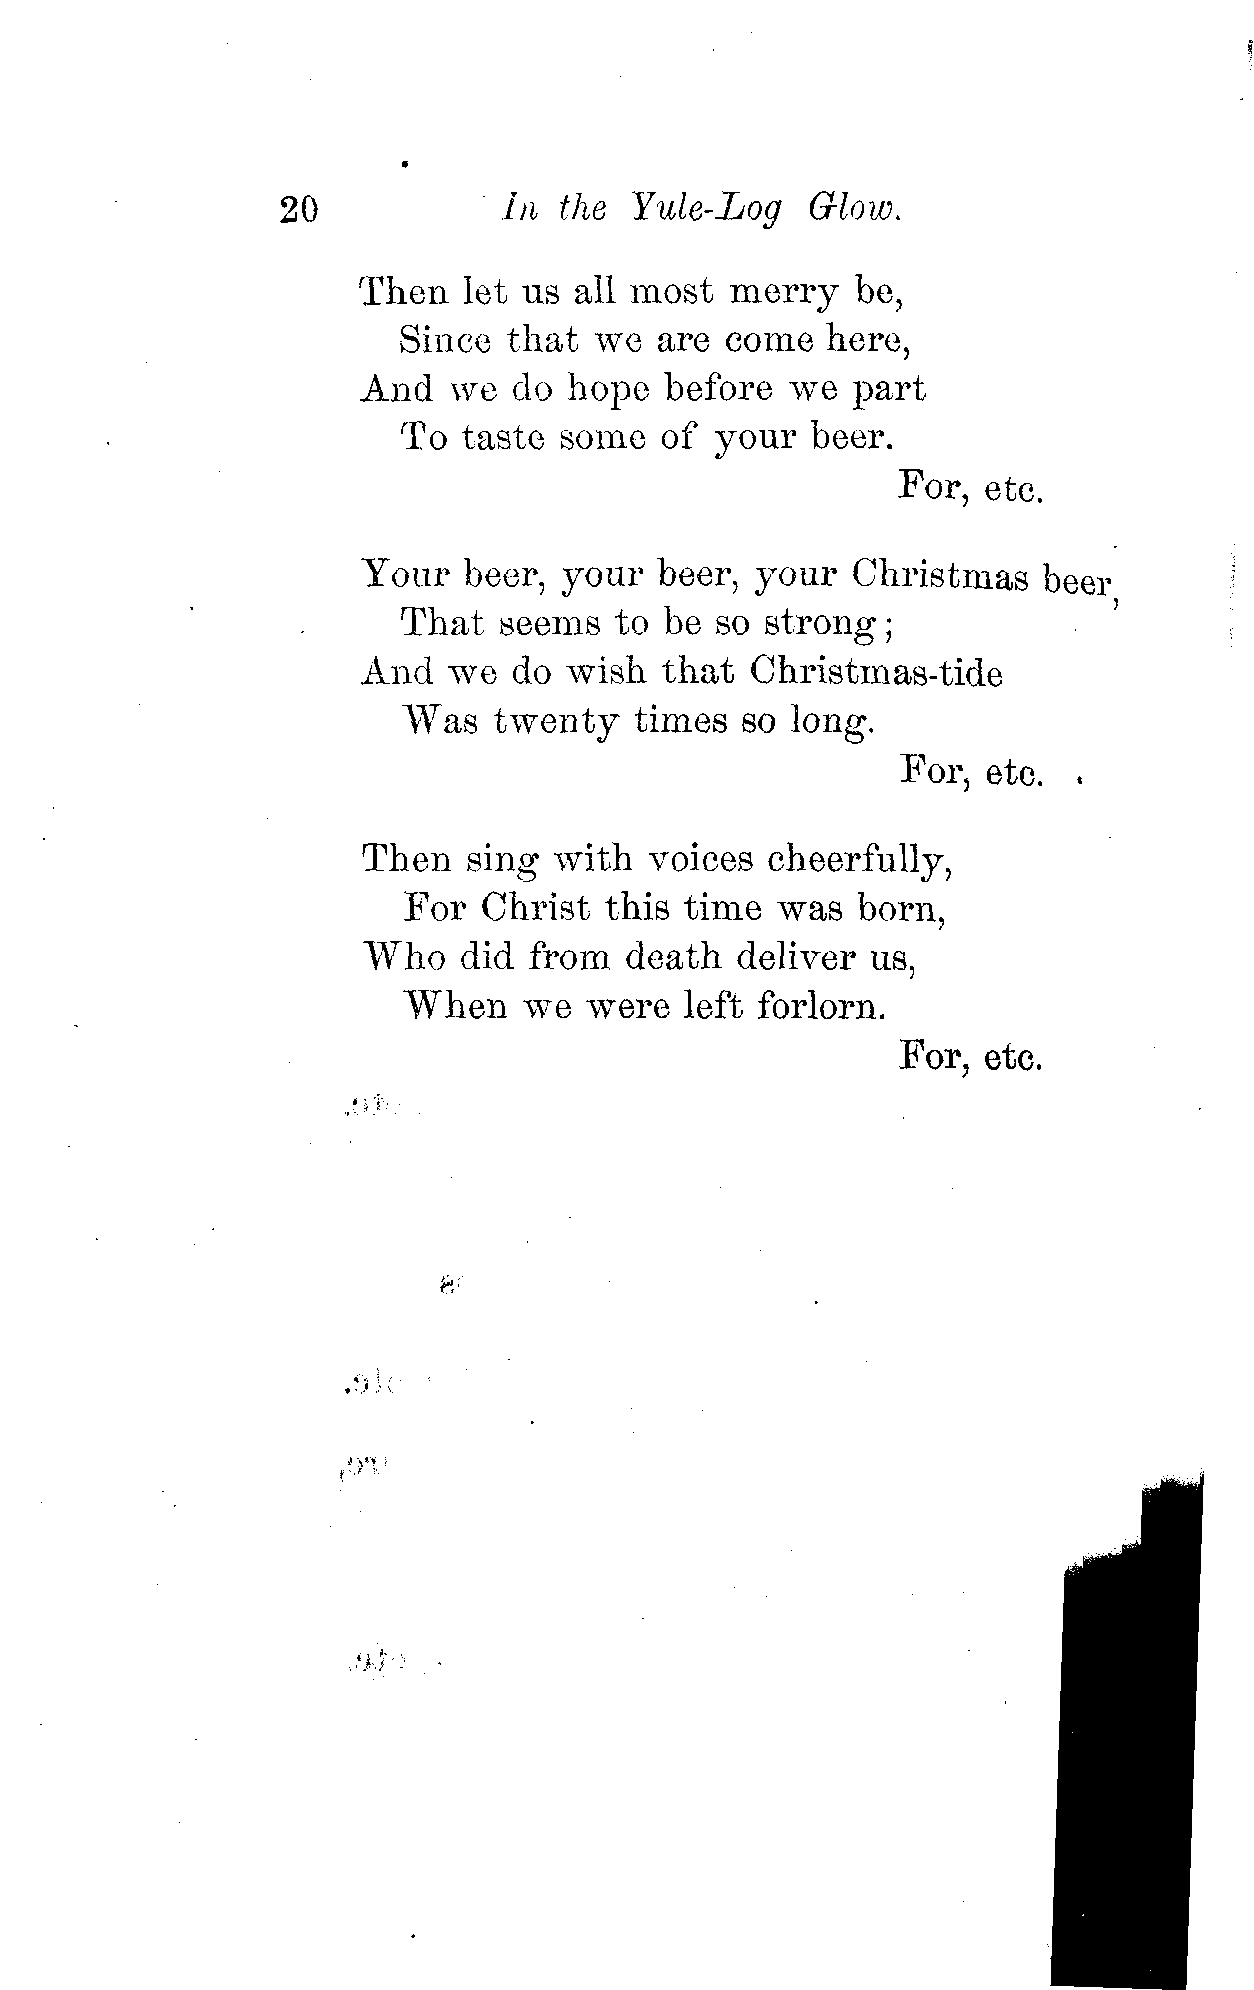 20 In the Yule-Log Glow.
Then let us all most merry be,
Since that we are come here,
And we do hope before we part
To taste some of your beer.
For, etc.
Your beer, your beer, your Christmas beer,
That seems to be so strong;
And we do wish that Christmas-tide
Was twenty times so long.
For, etc.
Then sing with voices cheerfully,
For Christ this time was born,
Who did from death deliver us,
When we were left forlorn.
For, etc.